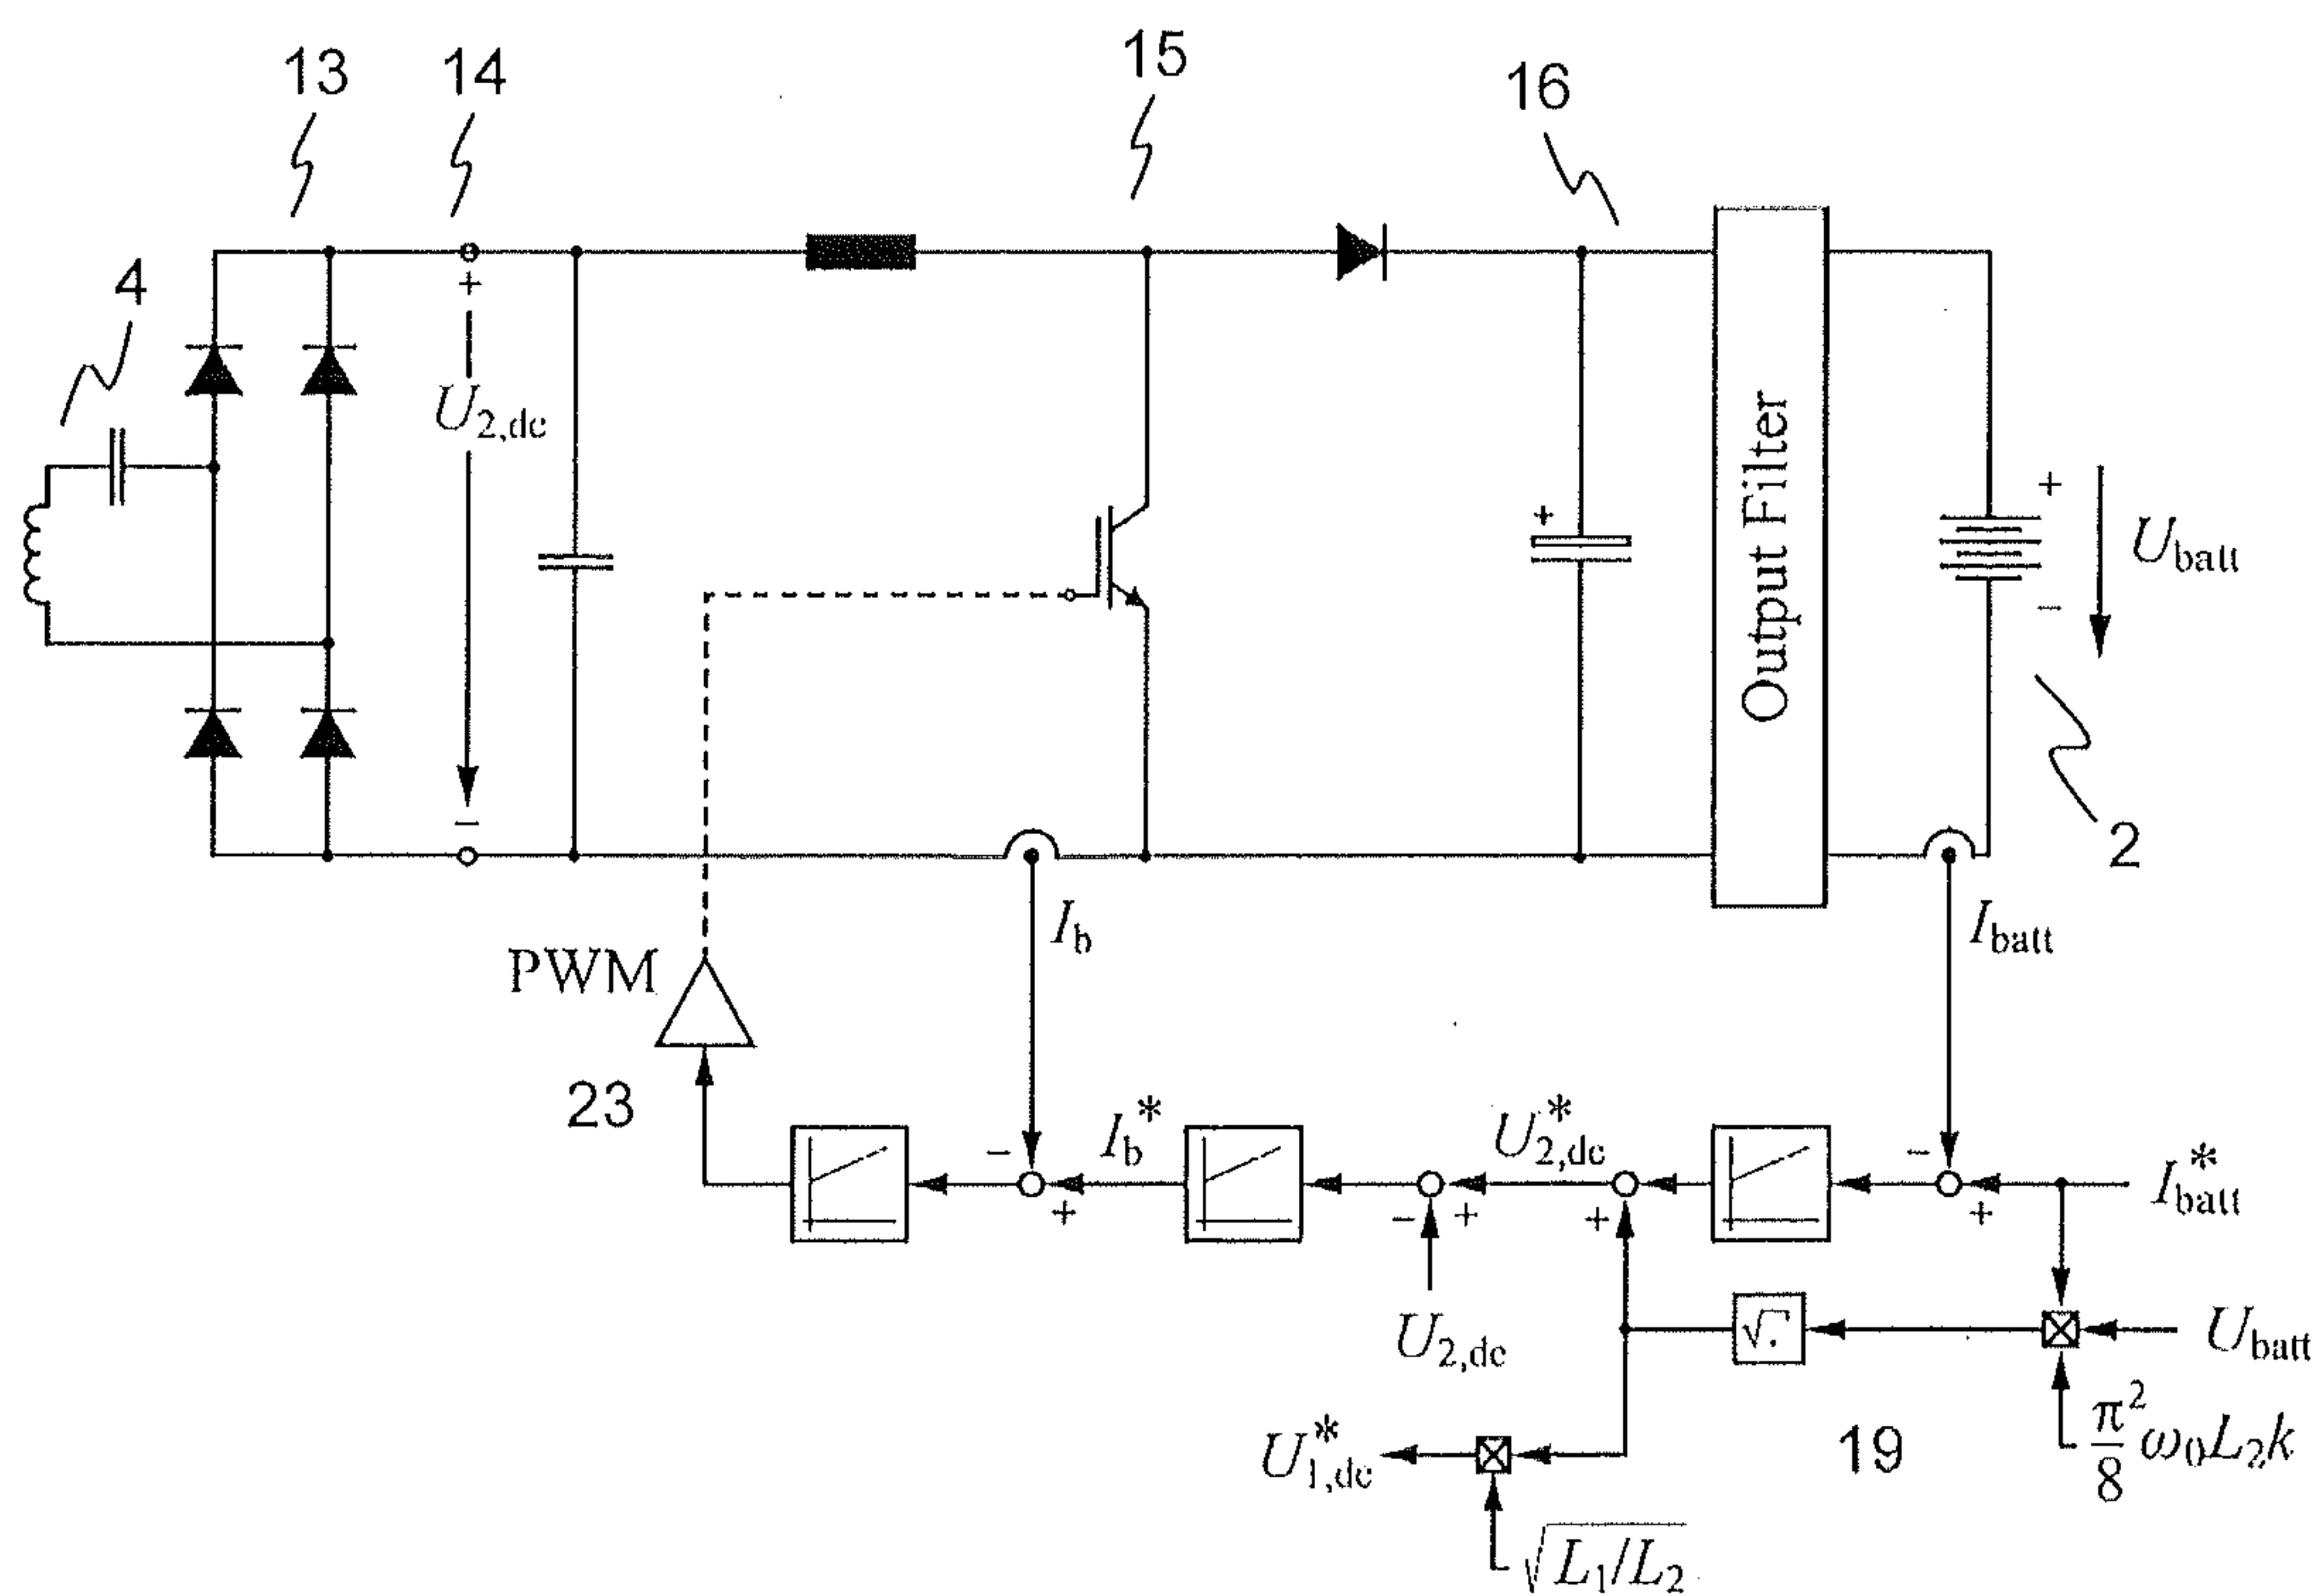 13
14
15
16
4
+
U2,dc
−
+
Output Filter
+
Ubatt
−
2
Ib
Ibatt
PWM
23
−
Ib*
+
U2,dc*
−
+
+
−
Ibatt*
+
U2,dc
√.
Ubatt
U1,dc*
19
π²/8 ω0L2k
√L1/L2